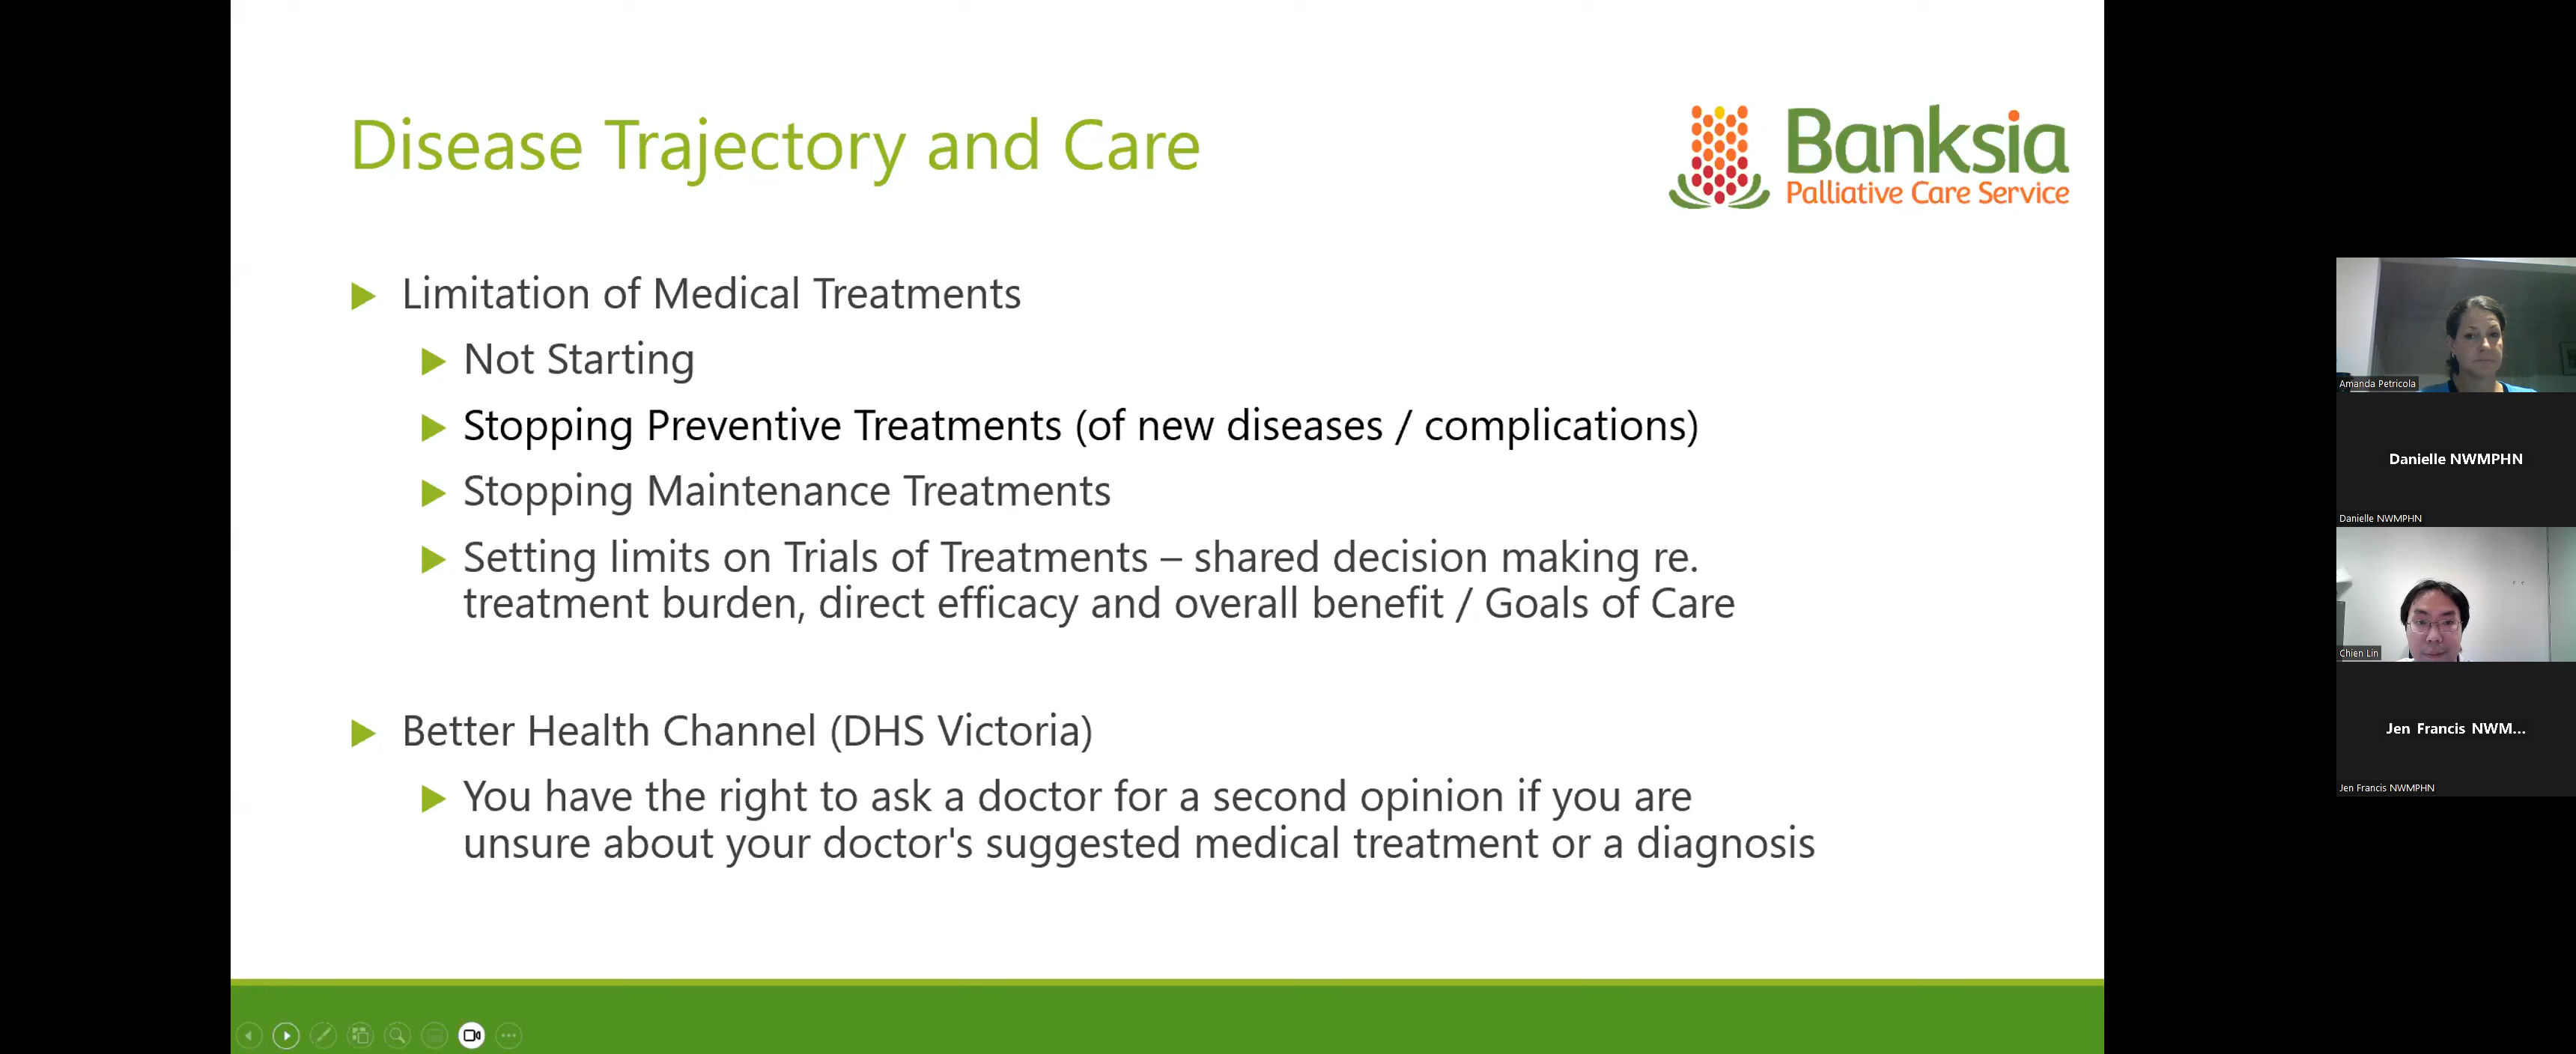 Disease Trajectory and Care
Banksia
Palliative Care Service
Limitation of Medical Treatments
Not Starting
Stopping Preventive Treatments (of new diseases / complications)
Stopping Maintenance Treatments
Setting limits on Trials of Treatments – shared decision making re.
treatment burden, direct efficacy and overall benefit / Goals of Care
Better Health Channel (DHS Victoria)
You have the right to ask a doctor for a second opinion if you are
unsure about your doctor's suggested medical treatment or a diagnosis
Amanda Petricola
Danielle NWMPHN
Danielle NWMPHN
Chien Lin
Jen Francis NWM...
Jen Francis NWMPHN